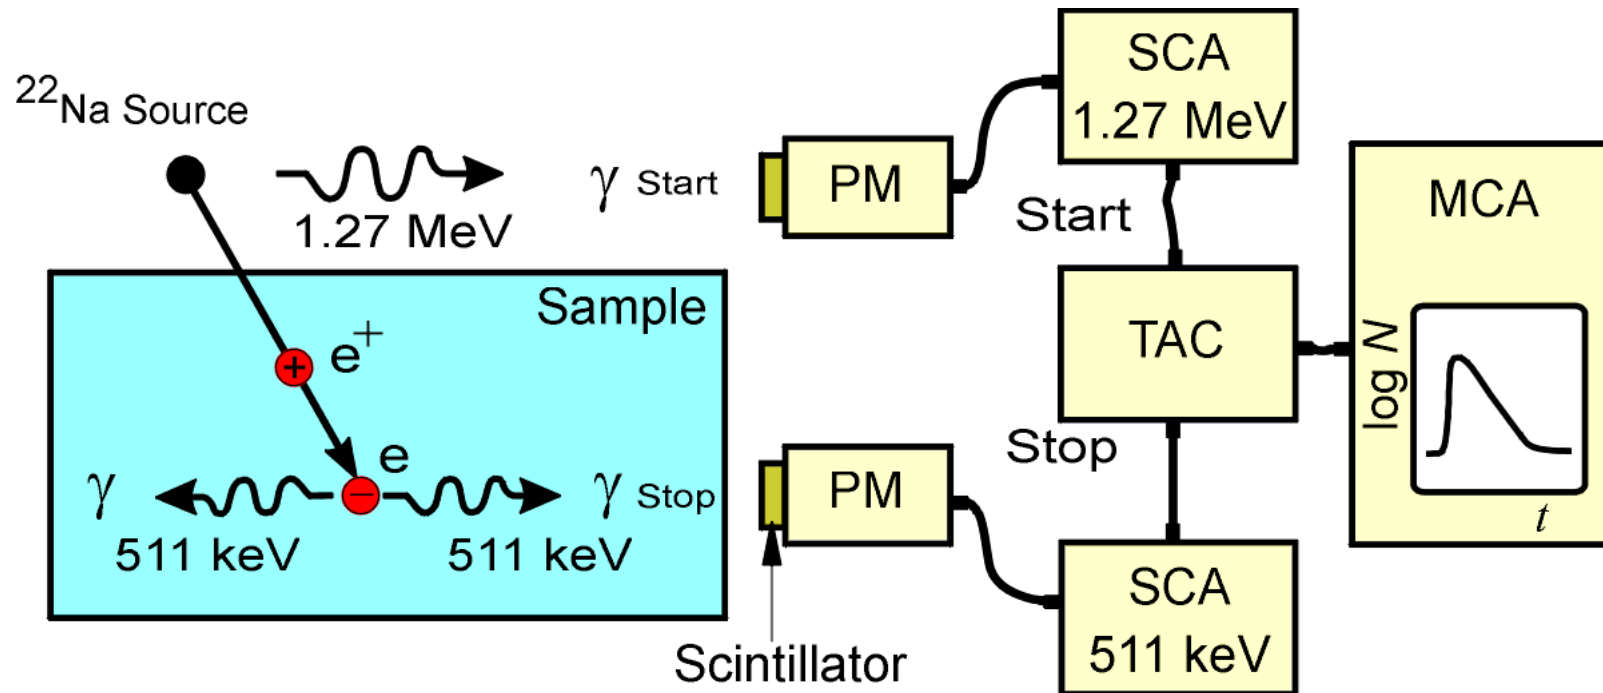 ²²Na Source
1.27 MeV
γ Start
Sample
e⁺
e
γ
γ Stop
511 keV
511 keV
Scintillator
PM
PM
SCA
1.27 MeV
Start
TAC
Stop
SCA
511 keV
MCA
log N
t
+
−